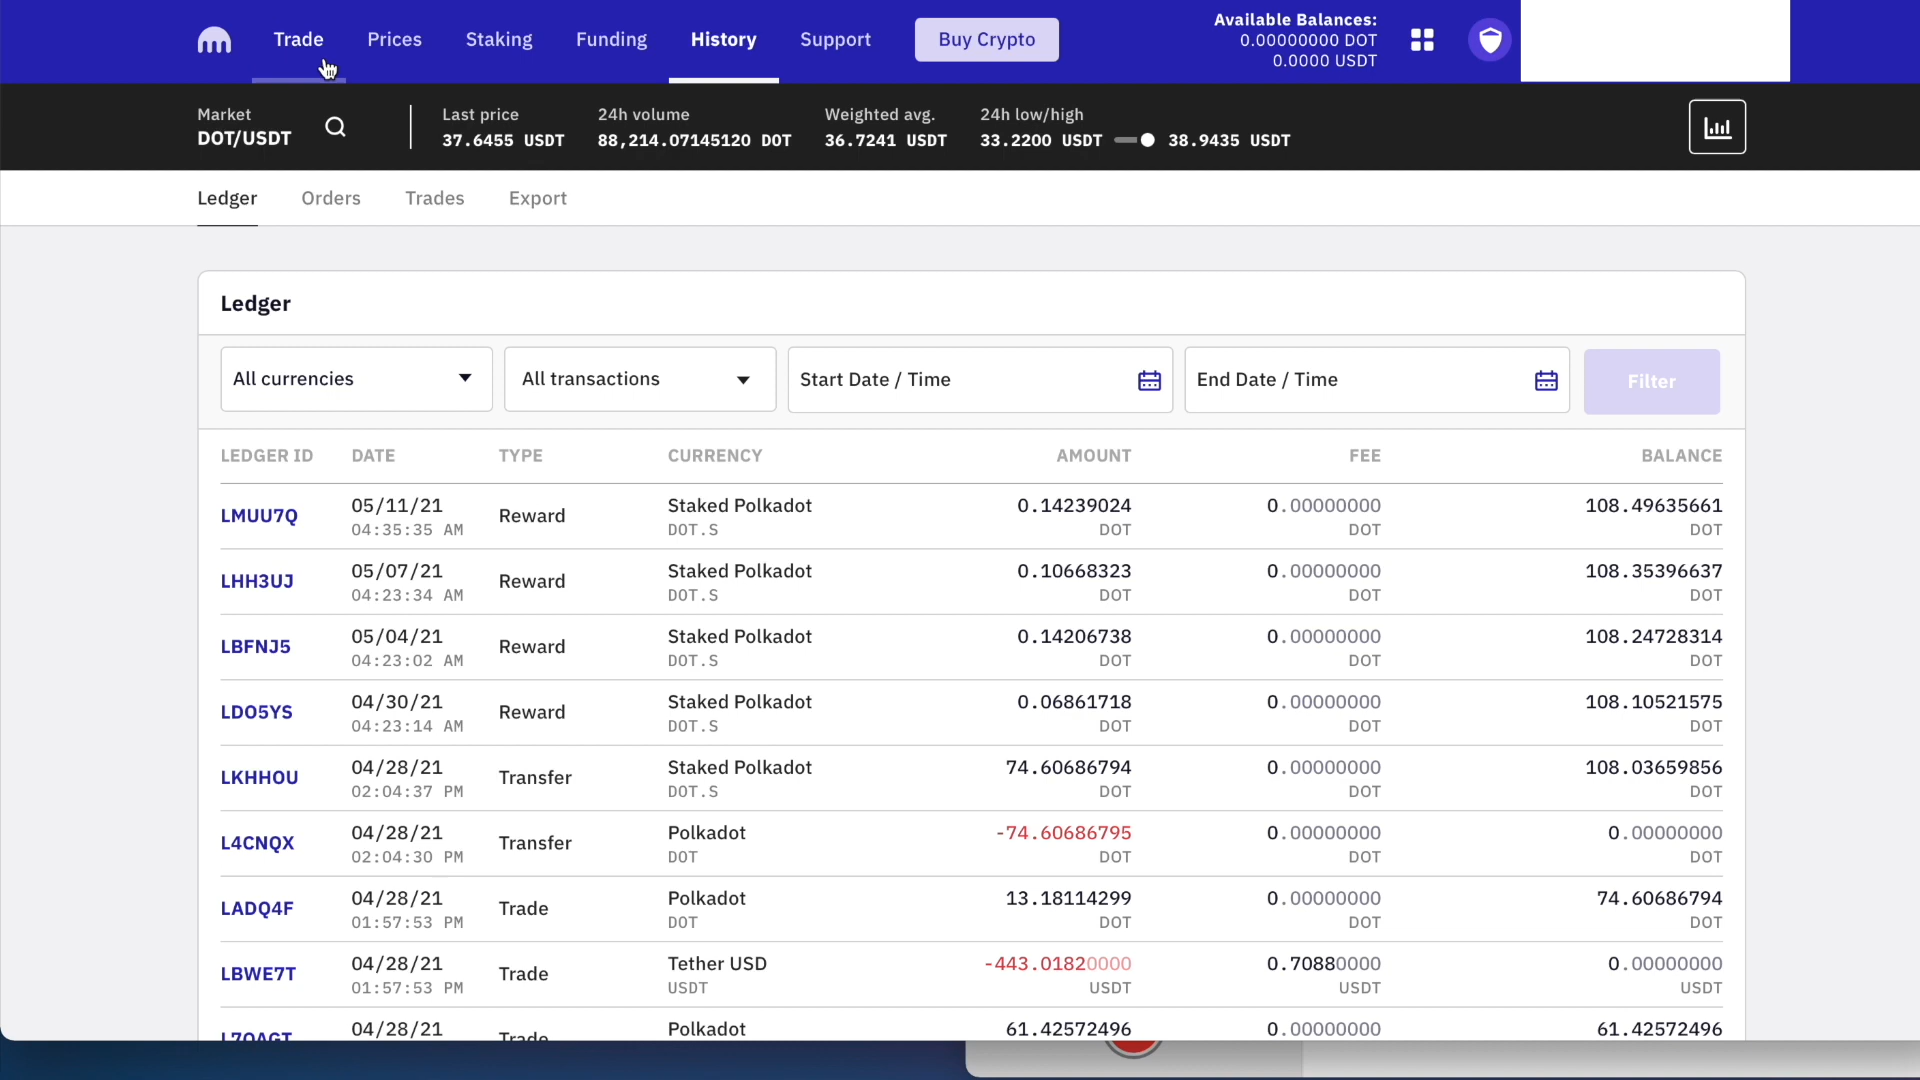 Trade Prices Staking Funding History Support Buy Crypto
Available Balances:
0.00000000 DOT
0.0000 USDT
Market
DOT/USDT
Last price
37.6455 USDT
24h volume
88,214.07145120 DOT
Weighted avg.
36.7241 USDT
24h low/high
33.2200 USDT 38.9435 USDT
Ledger Orders Trades Export
Ledger
All currencies All transactions Start Date / Time End Date / Time Filter
LEDGER ID DATE TYPE CURRENCY AMOUNT FEE BALANCE
LMUU7Q 05/11/21 Reward Staked Polkadot 0.14239024 0.00000000 108.49635661
04:35:35 AM DOT.S DOT DOT DOT
LHH3UJ 05/07/21 Reward Staked Polkadot 0.10668323 0.00000000 108.35396637
04:23:34 AM DOT.S DOT DOT DOT
LBFNJ5 05/04/21 Reward Staked Polkadot 0.14206738 0.00000000 108.24728314
04:23:02 AM DOT.S DOT DOT DOT
LDO5YS 04/30/21 Reward Staked Polkadot 0.06861718 0.00000000 108.10521575
04:23:14 AM DOT.S DOT DOT DOT
LKHHOU 04/28/21 Transfer Staked Polkadot 74.60686794 0.00000000 108.03659856
02:04:37 PM DOT.S DOT DOT DOT
L4CNQX 04/28/21 Transfer Polkadot -74.60686795 0.00000000 0.00000000
02:04:30 PM DOT DOT DOT DOT
LADQ4F 04/28/21 Trade Polkadot 13.18114299 0.00000000 74.60686794
01:57:53 PM DOT DOT DOT DOT
LBWE7T 04/28/21 Trade Tether USD -443.01820000 0.70880000 0.00000000
01:57:53 PM USDT USDT USDT USDT
04/28/21 Trade Polkadot 61.42572496 0.00000000 61.42572496